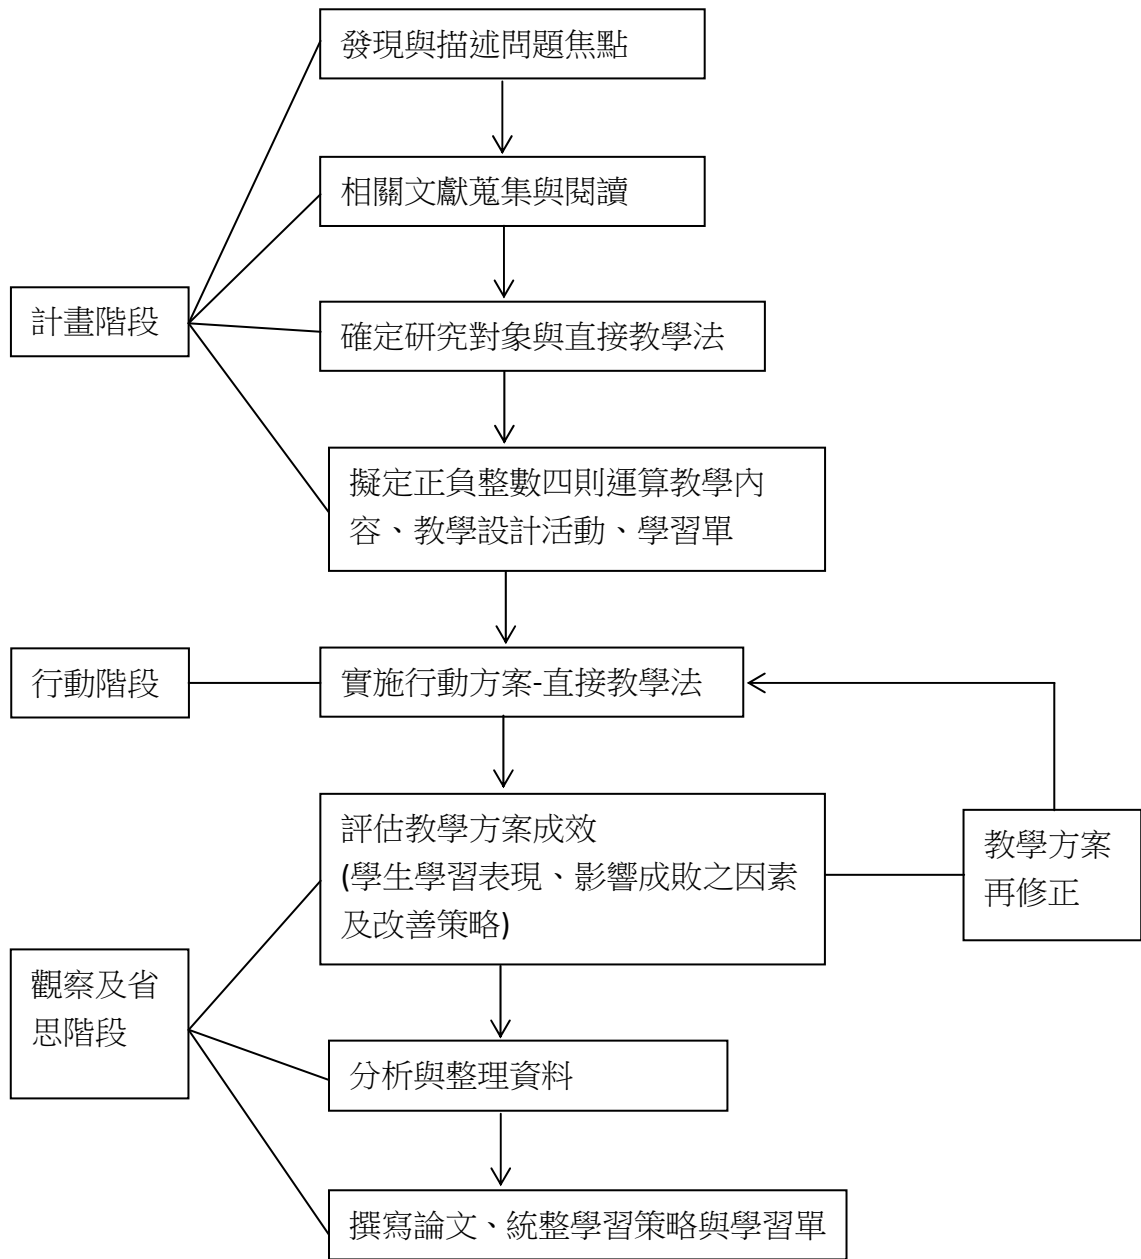 發現與描述問題焦點
相關文獻蒐集與閱讀
計畫階段
確定研究對象與直接教學法
擬定正負整數四則運算教學內
容、教學設計活動、學習單
行動階段
實施行動方案-直接教學法
評估教學方案成效
(學生學習表現、影響成敗之因素
及改善策略)
教學方案
再修正
觀察及省
思階段
分析與整理資料
撰寫論文、統整學習策略與學習單